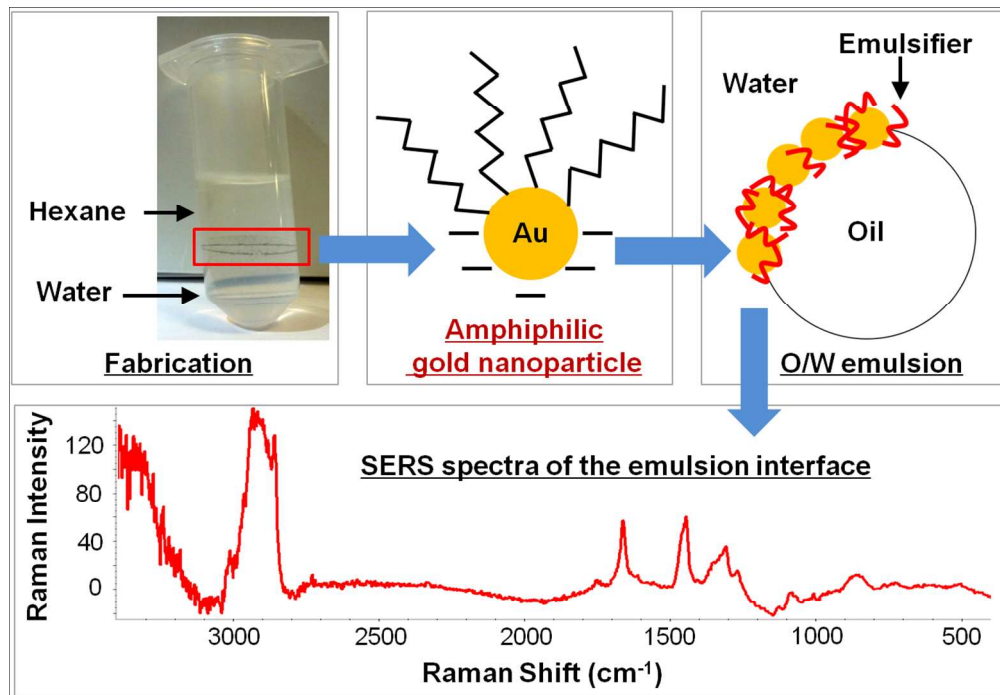 Hexane
Water
Fabrication
Au
Amphiphilic
gold nanoparticle
Emulsifier
Water
Oil
O/W emulsion
SERS spectra of the emulsion interface
Raman Intensity
120
80
40
0
3000 2500 2000 1500 1000 500
Raman Shift (cm⁻¹)